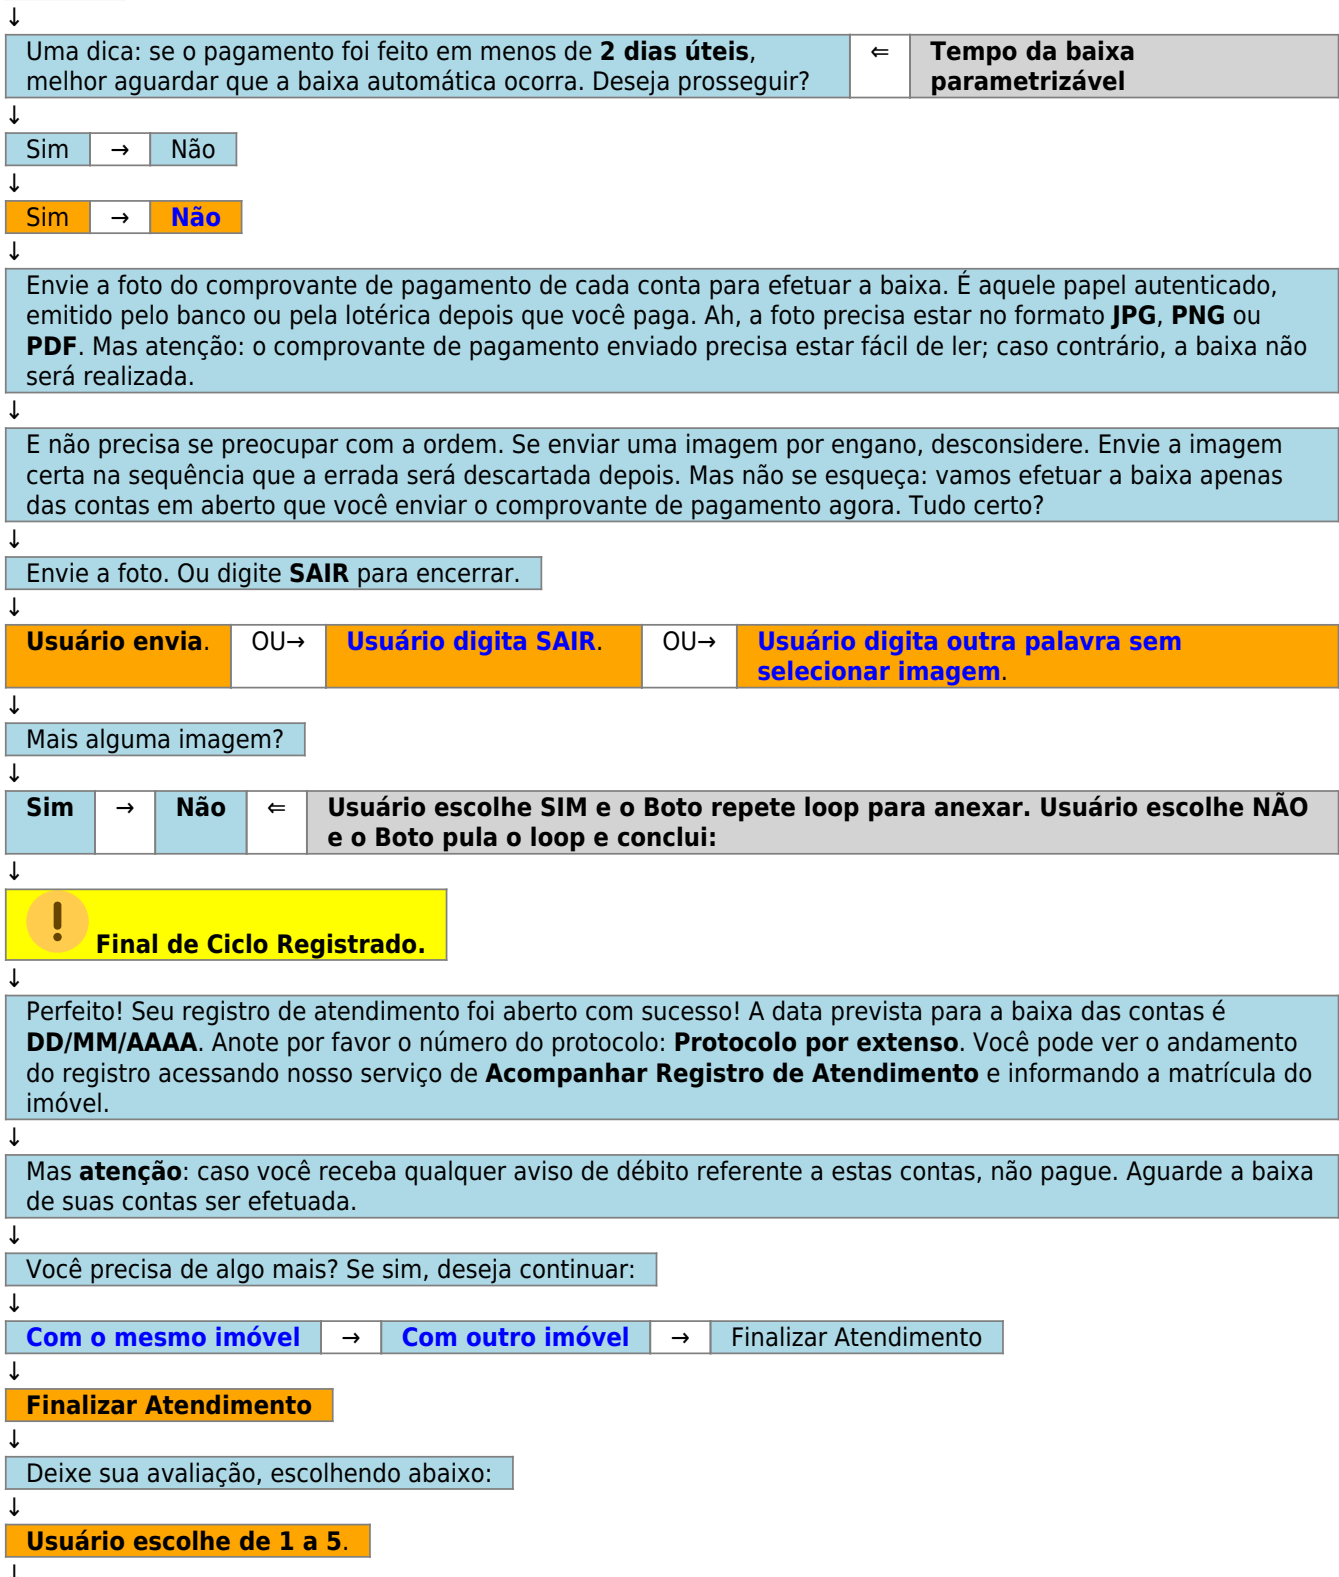 ↓
Uma dica: se o pagamento foi feito em menos de 2 dias úteis, ⇐ Tempo da baixa
melhor aguardar que a baixa automática ocorra. Deseja prosseguir? parametrizável
↓
Sim → Não
↓
Sim → Não
↓
Envie a foto do comprovante de pagamento de cada conta para efetuar a baixa. É aquele papel autenticado,
emitido pelo banco ou pela lotérica depois que você paga. Ah, a foto precisa estar no formato JPG, PNG ou
PDF. Mas atenção: o comprovante de pagamento enviado precisa estar fácil de ler; caso contrário, a baixa não
será realizada.
↓
E não precisa se preocupar com a ordem. Se enviar uma imagem por engano, desconsidere. Envie a imagem
certa na sequência que a errada será descartada depois. Mas não se esqueça: vamos efetuar a baixa apenas
das contas em aberto que você enviar o comprovante de pagamento agora. Tudo certo?
↓
Envie a foto. Ou digite SAIR para encerrar.
↓
Usuário envia. OU→ Usuário digita SAIR. OU→ Usuário digita outra palavra sem
selecionar imagem.
↓
Mais alguma imagem?
↓
Sim → Não ⇐ Usuário escolhe SIM e o Boto repete loop para anexar. Usuário escolhe NÃO
e o Boto pula o loop e conclui:
↓
Final de Ciclo Registrado.
↓
Perfeito! Seu registro de atendimento foi aberto com sucesso! A data prevista para a baixa das contas é
DD/MM/AAAA. Anote por favor o número do protocolo: Protocolo por extenso. Você pode ver o andamento
do registro acessando nosso serviço de Acompanhar Registro de Atendimento e informando a matrícula do
imóvel.
↓
Mas atenção: caso você receba qualquer aviso de débito referente a estas contas, não pague. Aguarde a baixa
de suas contas ser efetuada.
↓
Você precisa de algo mais? Se sim, deseja continuar:
↓
Com o mesmo imóvel → Com outro imóvel → Finalizar Atendimento
↓
Finalizar Atendimento
↓
Deixe sua avaliação, escolhendo abaixo:
↓
Usuário escolhe de 1 a 5.
↓